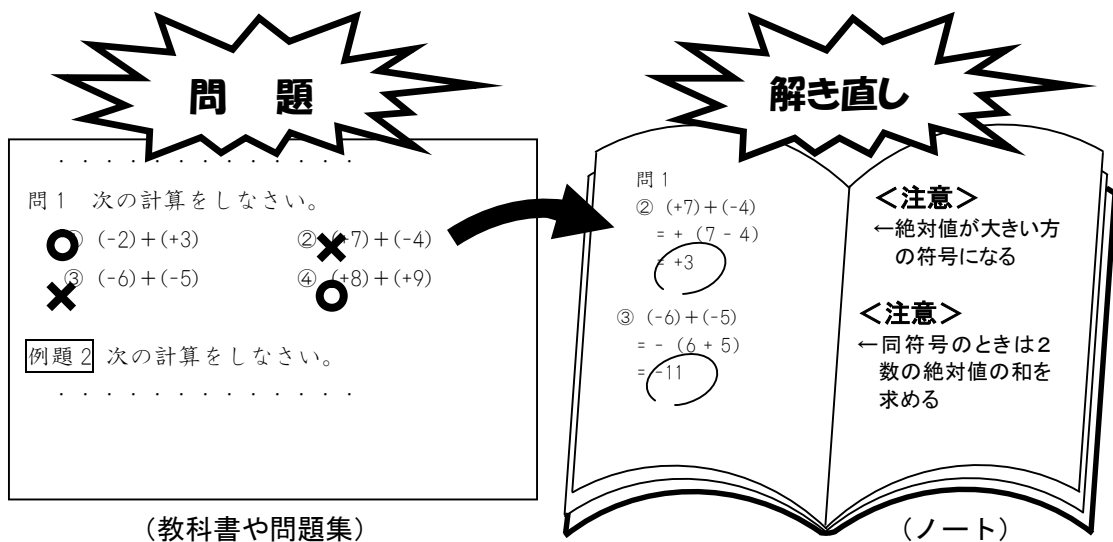 問 題
・・・・・・・・・・・・・
問1 次の計算をしなさい。
① (-2)+(+3) ② (+7)+(-4)
③ (-6)+(-5) ④ (+8)+(+9)
例題2 次の計算をしなさい。
・・・・・・・・・・・・・
(教科書や問題集)
解き直し
問1
② (+7)+(-4)
= + (7 - 4)
= +3
③ (-6)+(-5)
= - (6 + 5)
= -11
<注意>
←絶対値が大きい方
の符号になる
<注意>
←同符号のときは2
数の絶対値の和を
求める
(ノート)